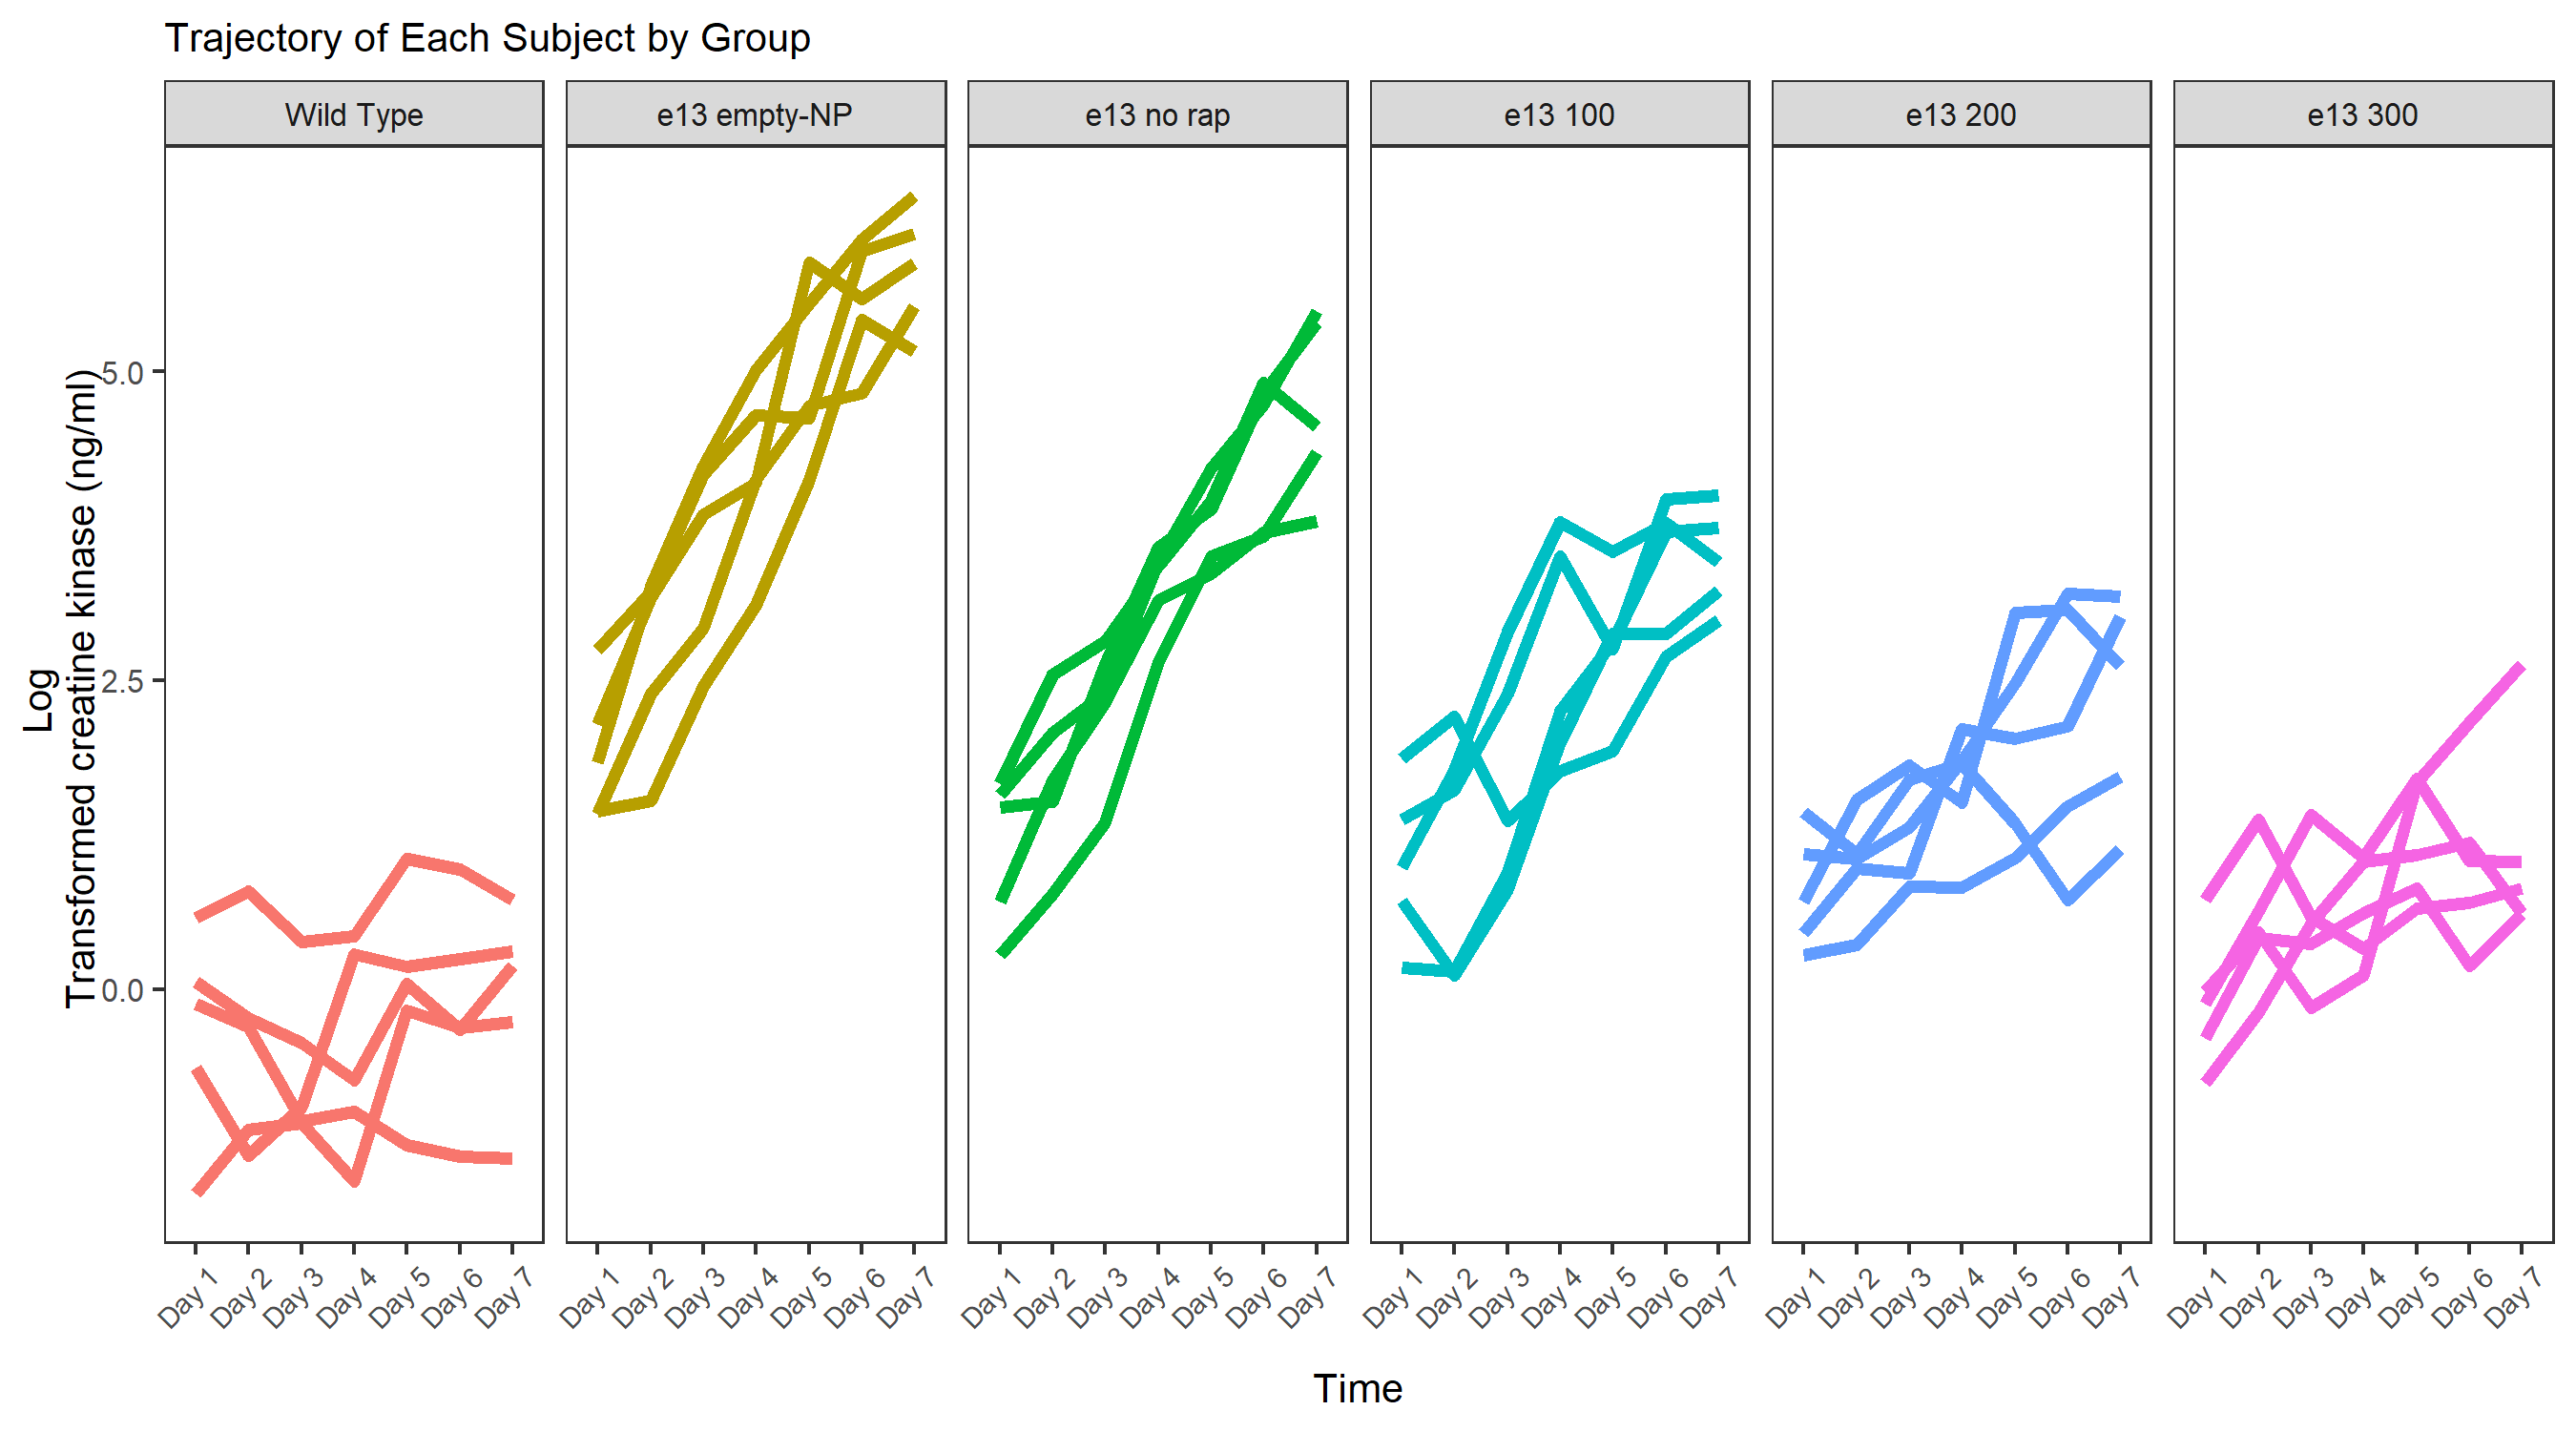 Trajectory of Each Subject by Group
Wild Type
e13 empty-NP
e13 no rap
e13 100
e13 200
e13 300
Log
Transformed creatine kinase (ng/ml)
5.0
2.5
0.0
Day 1
Day 2
Day 3
Day 4
Day 5
Day 6
Day 7
Day 1
Day 2
Day 3
Day 4
Day 5
Day 6
Day 7
Day 1
Day 2
Day 3
Day 4
Day 5
Day 6
Day 7
Day 1
Day 2
Day 3
Day 4
Day 5
Day 6
Day 7
Day 1
Day 2
Day 3
Day 4
Day 5
Day 6
Day 7
Day 1
Day 2
Day 3
Day 4
Day 5
Day 6
Day 7
Time